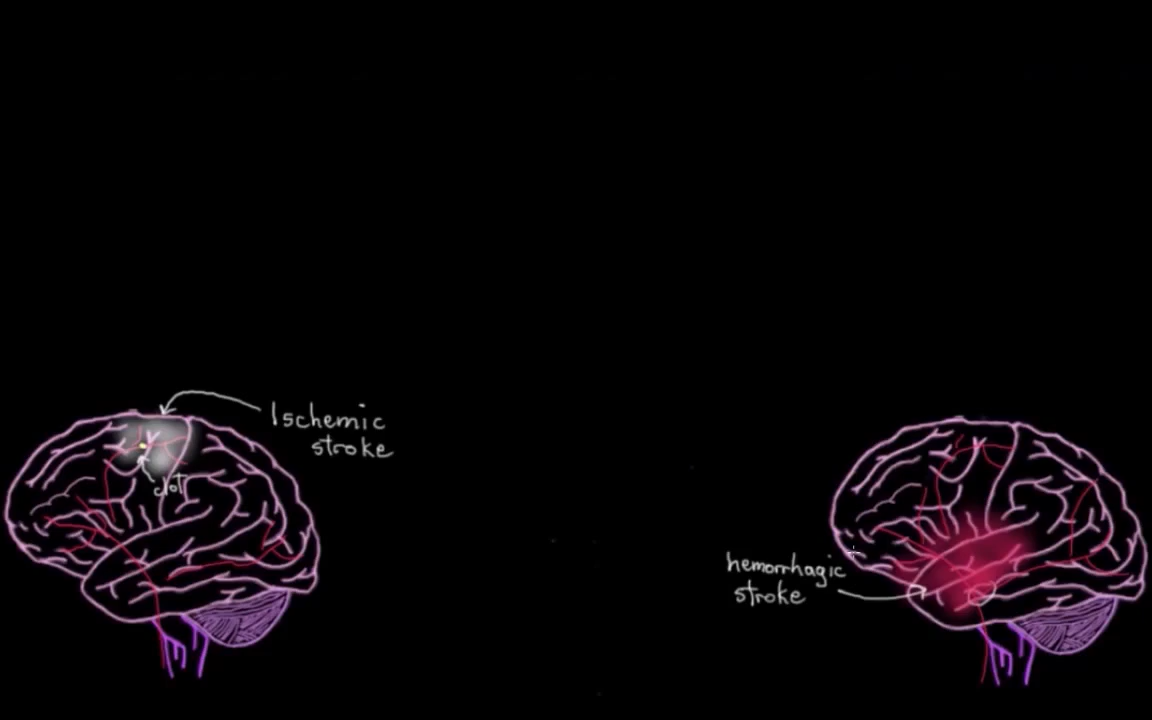 Ischemic
stroke
clot
hemorrhagic
stroke